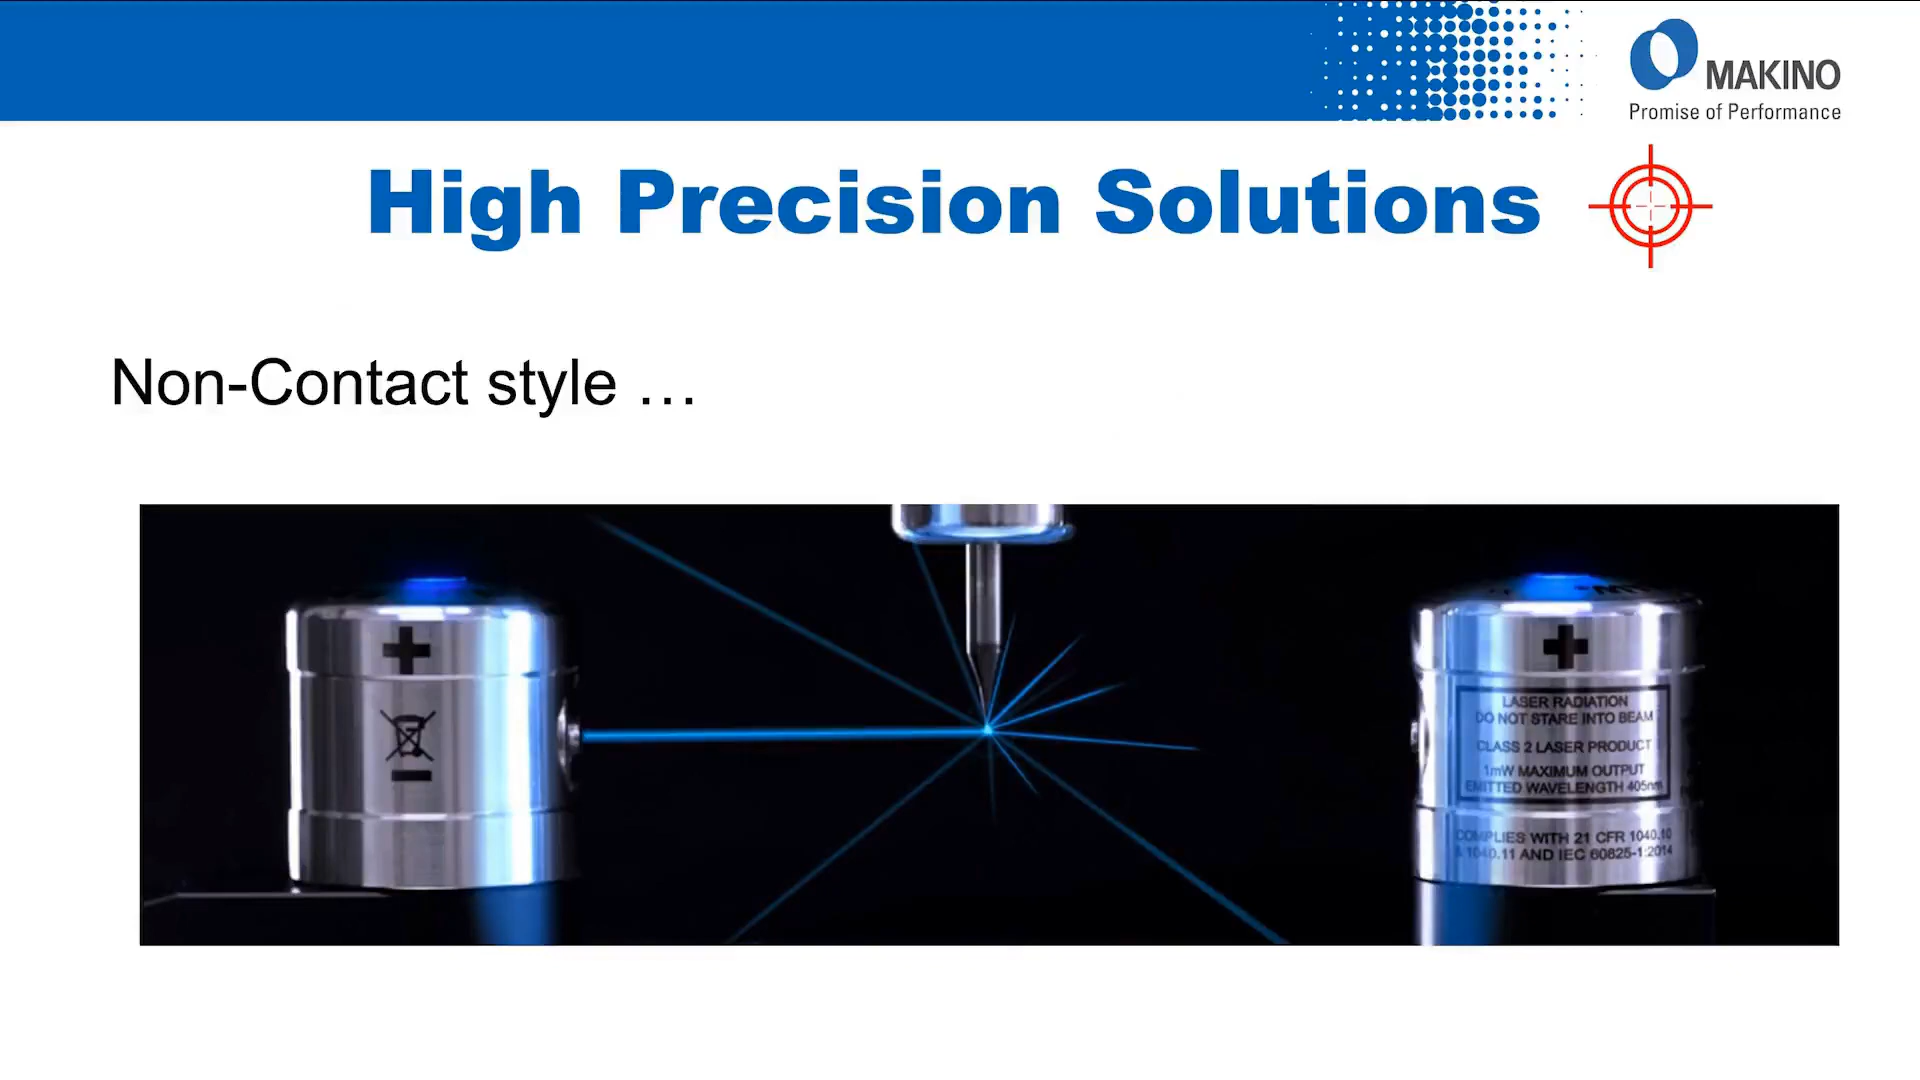 MAKINO
Promise of Performance
High Precision Solutions
Non-Contact style …
LASER RADIATION
DO NOT STARE INTO BEAM
CLASS 2 LASER PRODUCT
1mW MAXIMUM OUTPUT
EMITTED WAVELENGTH 405nm
COMPLIES WITH 21 CFR 1040.10
& 1040.11 AND IEC 60825-1:2014